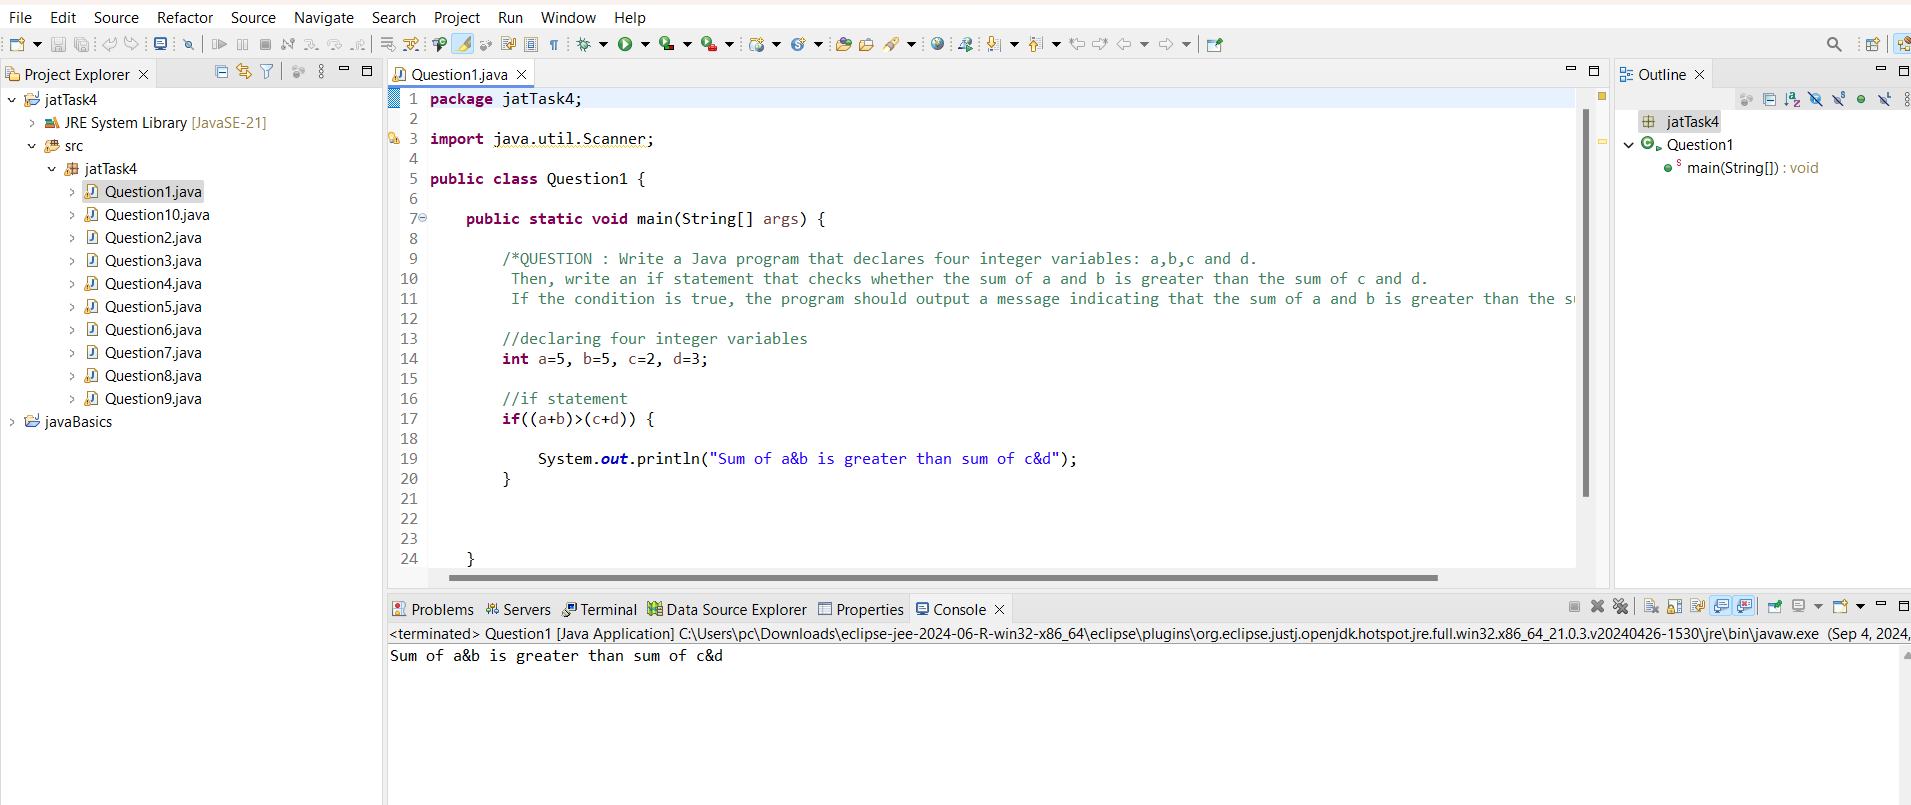 File Edit Source Refactor Source Navigate Search Project Run Window Help
Project Explorer
jatTask4
JRE System Library [JavaSE-21]
src
jatTask4
Question1.java
Question10.java
Question2.java
Question3.java
Question4.java
Question5.java
Question6.java
Question7.java
Question8.java
Question9.java
javaBasics
Question1.java
1 package jatTask4;
2
3 import java.util.Scanner;
4
5 public class Question1 {
6
7 public static void main(String[] args) {
8
9 /*QUESTION : Write a Java program that declares four integer variables: a,b,c and d.
10 Then, write an if statement that checks whether the sum of a and b is greater than the sum of c and d.
11 If the condition is true, the program should output a message indicating that the sum of a and b is greater than the
12
13 //declaring four integer variables
14 int a=5, b=5, c=2, d=3;
15
16 //if statement
17 if((a+b)>(c+d)) {
18
19 System.out.println("Sum of a&b is greater than sum of c&d");
20 }
21
22
23
24 }
Outline
jatTask4
Question1
main(String[]) : void
Problems Servers Terminal Data Source Explorer Properties Console
<terminated> Question1 [Java Application] C:\Users\pc\Downloads\eclipse-jee-2024-06-R-win32-x86_64\eclipse\plugins\org.eclipse.justj.openjdk.hotspot.jre.full.win32.x86_64_21.0.3.v20240426-1530\jre\bin\javaw.exe (Sep 4, 2024,
Sum of a&b is greater than sum of c&d